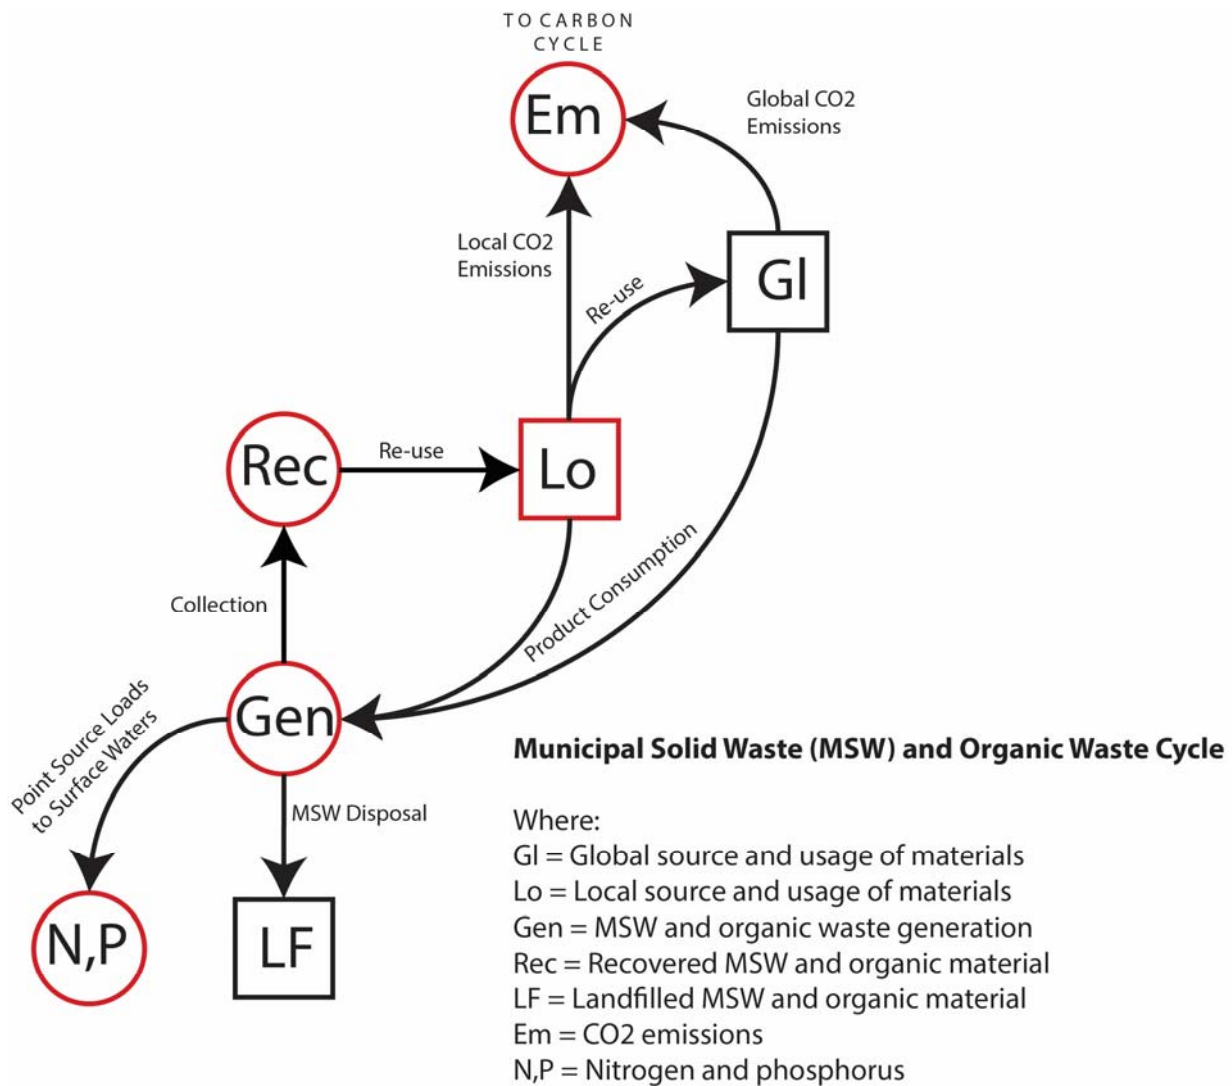 TO CARBON
CYCLE
Em
Global CO2
Emissions
Local CO2
Emissions
Re-use
Gl
Rec
Re-use
Lo
Collection
Product Consumption
Gen
Point Source Loads
to Surface Waters
MSW Disposal
N,P
LF
Municipal Solid Waste (MSW) and Organic Waste Cycle
Where:
Gl = Global source and usage of materials
Lo = Local source and usage of materials
Gen = MSW and organic waste generation
Rec = Recovered MSW and organic material
LF = Landfilled MSW and organic material
Em = CO2 emissions
N,P = Nitrogen and phosphorus